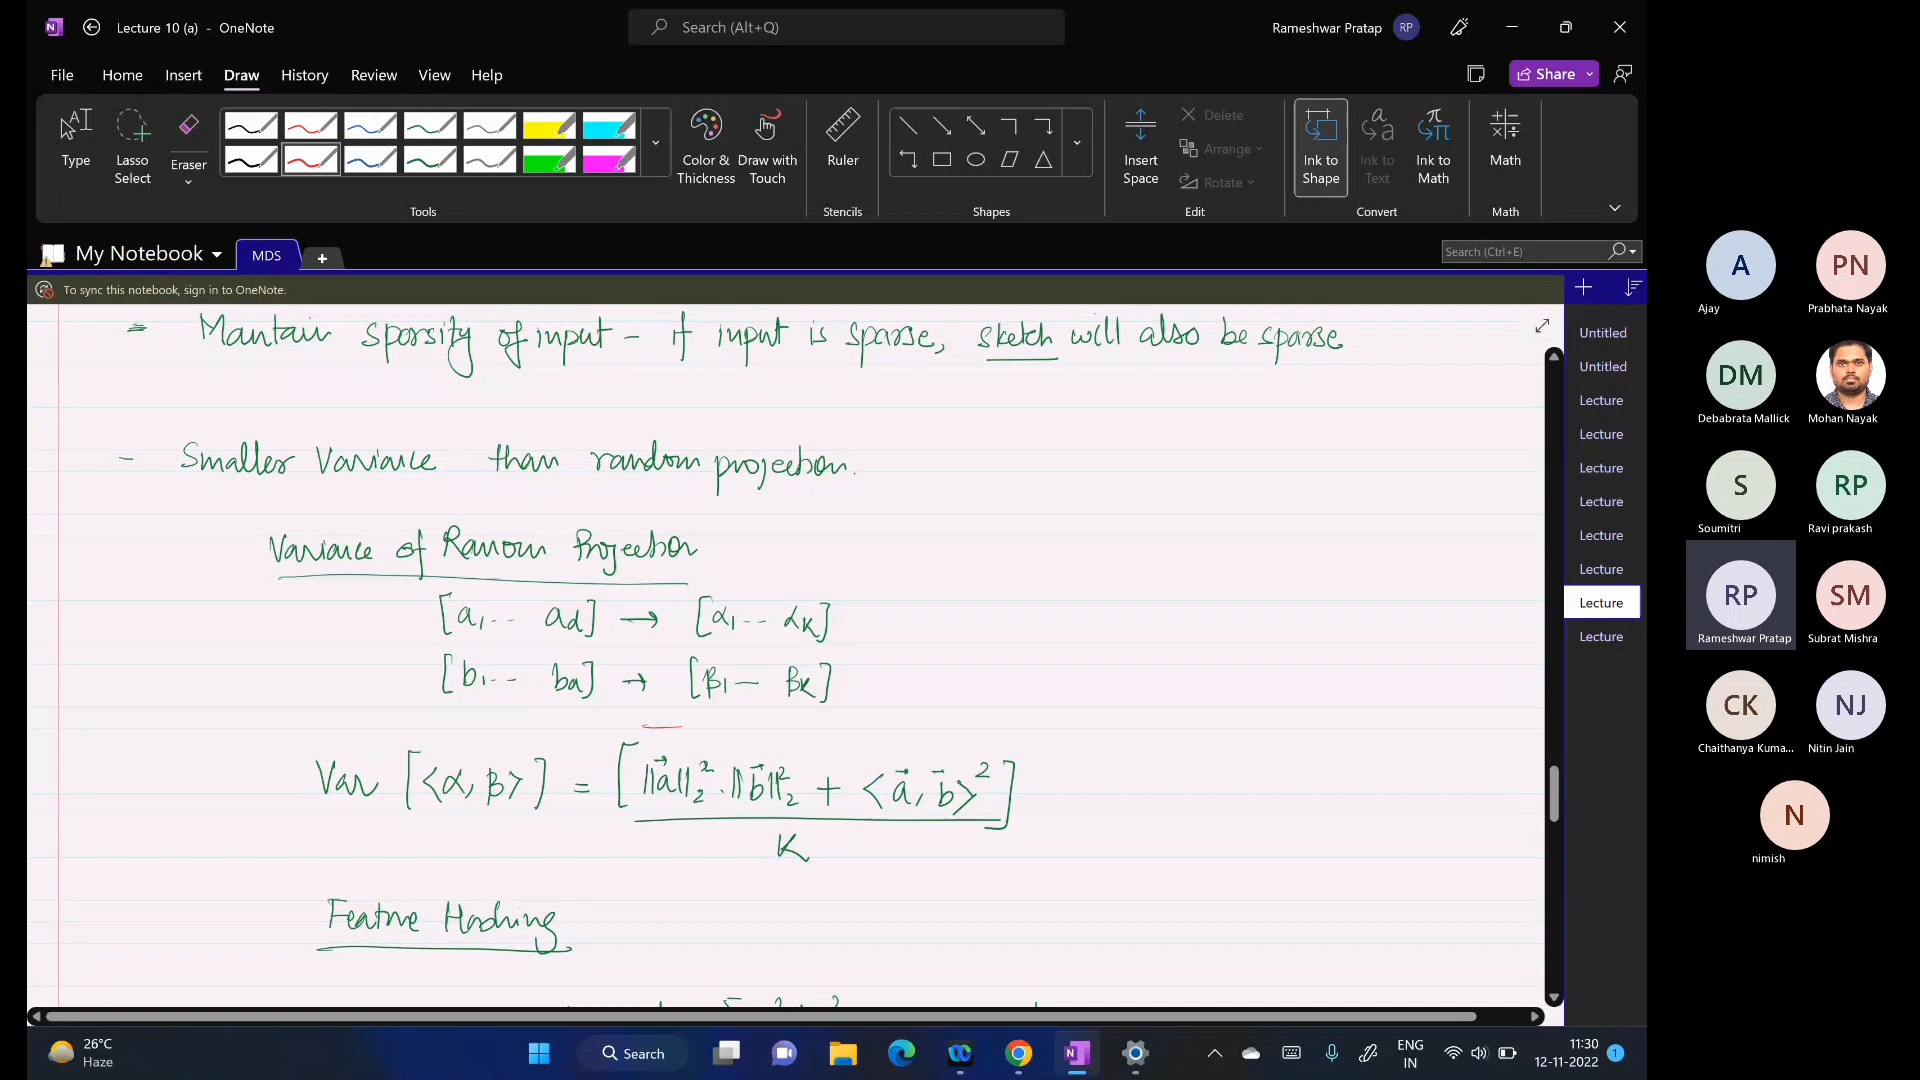 Lecture 10 (a) - OneNote
Search (Alt+Q)
Rameshwar Pratap RP
File Home Insert Draw History Review View Help
Share
Type
Lasso Select
Eraser
Color & Thickness
Draw with Touch
Ruler
Insert Space
Delete
Arrange
Rotate
Ink to Shape
Ink to Text
Ink to Math
Math
Tools Stencils Shapes Edit Convert Math
My Notebook MDS
Search (Ctrl+E)
To sync this notebook, sign in to OneNote.
= Mantain sparsity of input - if input is sparse, sketch will also be sparse
- Smaller Variance than random projection.
Variance of Random Projection
[a1... ad] → [α1... αK]
[b1... bd] → [β1 — βK]
Var [<α, β>] = [||a⃗||₂² . ||b⃗||₂² + <a⃗, b⃗>²]
K
Feature Hashing
Untitled
Untitled
Lecture
Lecture
Lecture
Lecture
Lecture
Lecture
Lecture
Lecture
A PN
Ajay Prabhata Nayak
DM
Debabrata Mallick Mohan Nayak
S RP
Soumitri Ravi prakash
RP SM
Rameshwar Pratap Subrat Mishra
CK NJ
Chaithanya Kuma... Nitin Jain
N
nimish
26°C
Haze
Search
ENG
IN
11:30
12-11-2022
1